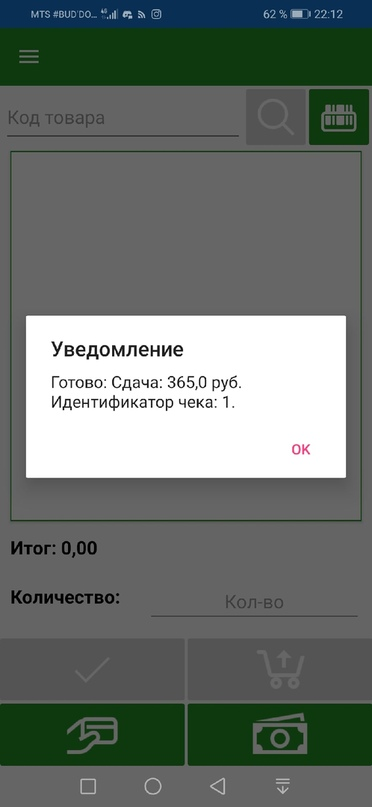 MTS #BUD'DO... 62 % 22:12
Код товара
Уведомление
Готово: Сдача: 365,0 руб.
Идентификатор чека: 1.
OK
Итог: 0,00
Количество: Кол-во